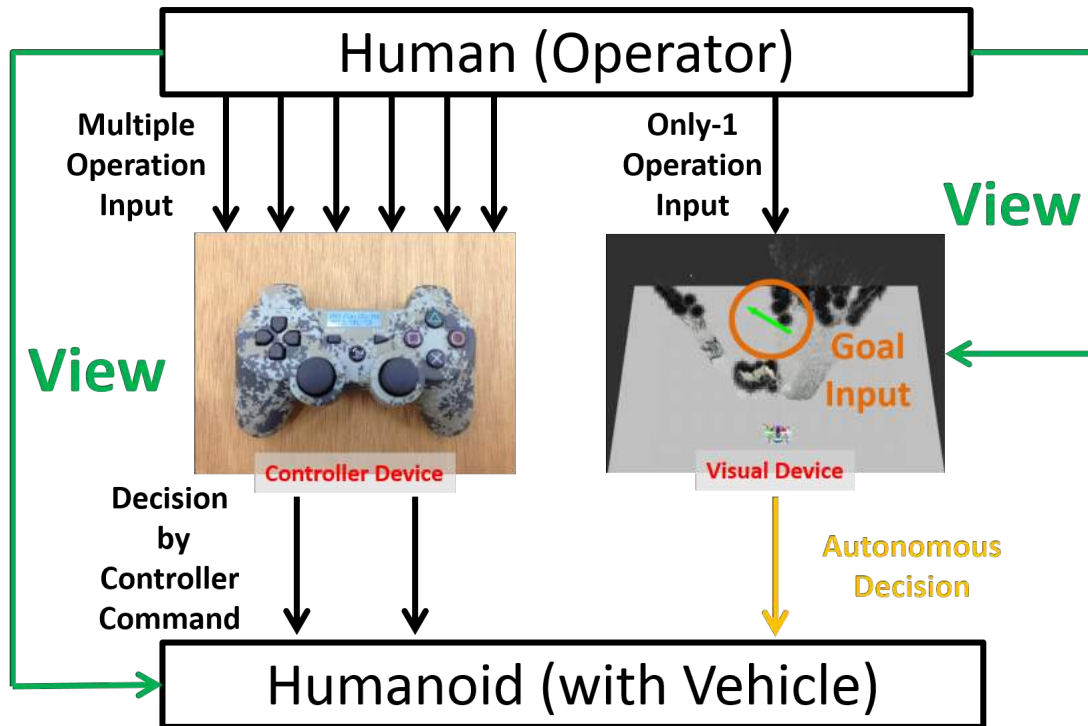 Human (Operator)
Multiple
Operation
Input
Only-1
Operation
Input
View
View
Goal
Input
Controller Device
Visual Device
Decision
by
Controller
Command
Autonomous
Decision
Humanoid (with Vehicle)